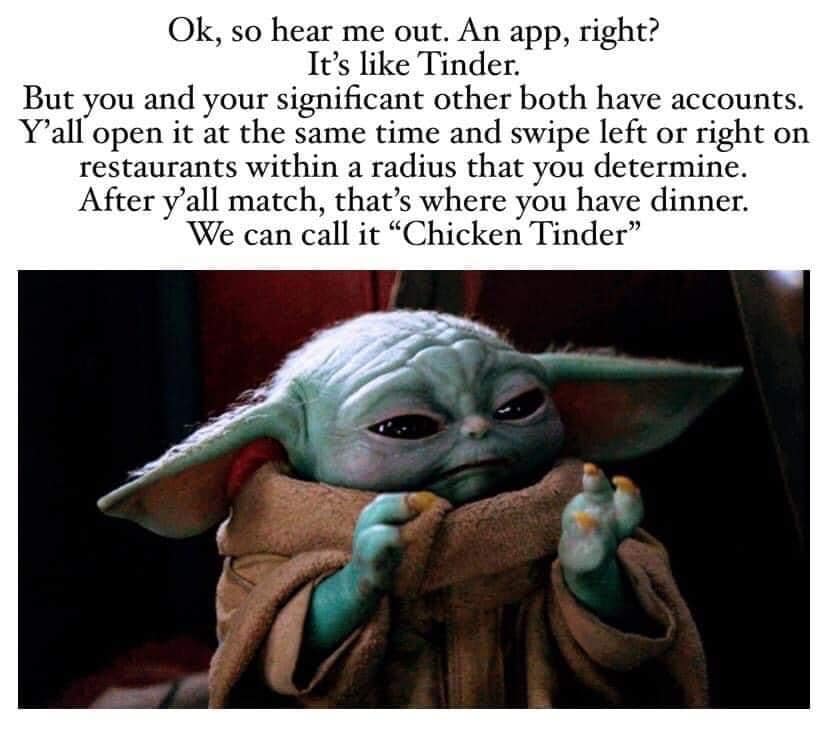 Ok, so hear me out. An app, right?
It’s like Tinder.
But you and your significant other both have accounts.
Y’all open it at the same time and swipe left or right on
restaurants within a radius that you determine.
After y’all match, that’s where you have dinner.
We can call it “Chicken Tinder”